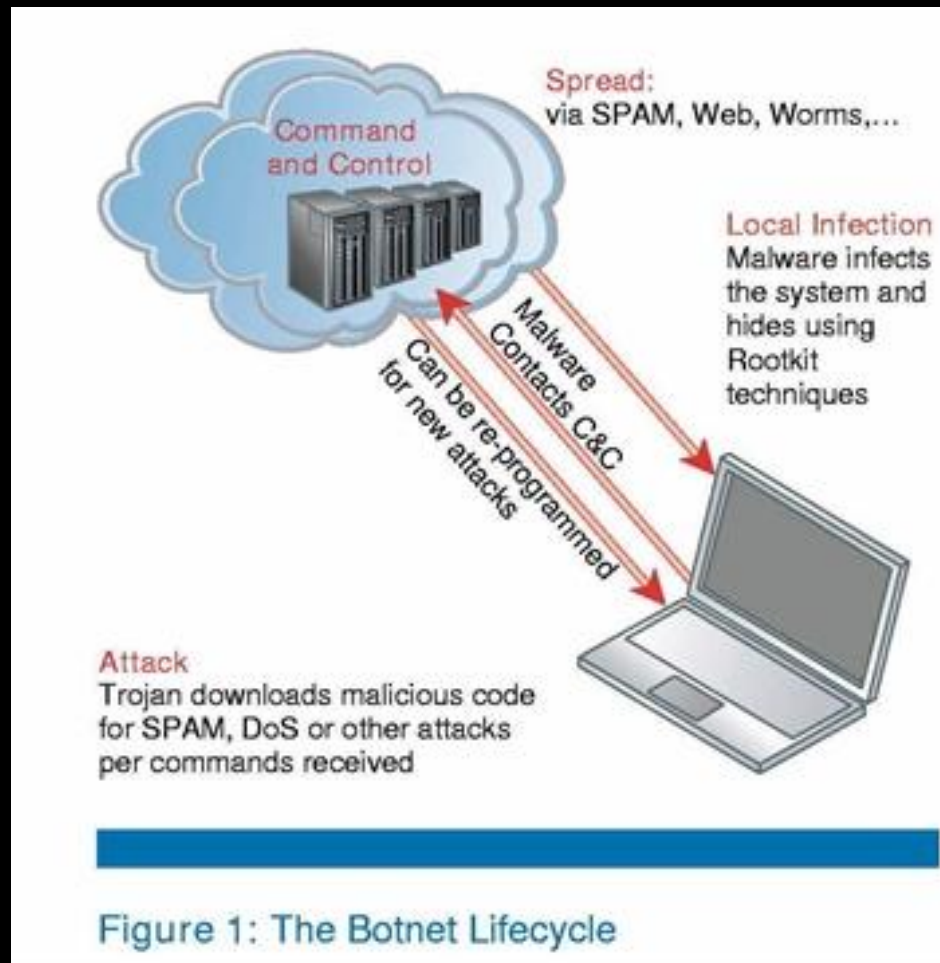 Spread:
via SPAM, Web, Worms,...
Command
and Control
Local Infection
Malware infects
the system and
hides using
Rootkit
techniques
Malware
Contacts C&C
Can be re-programmed
for new attacks
Attack
Trojan downloads malicious code
for SPAM, DoS or other attacks
per commands received
Figure 1: The Botnet Lifecycle